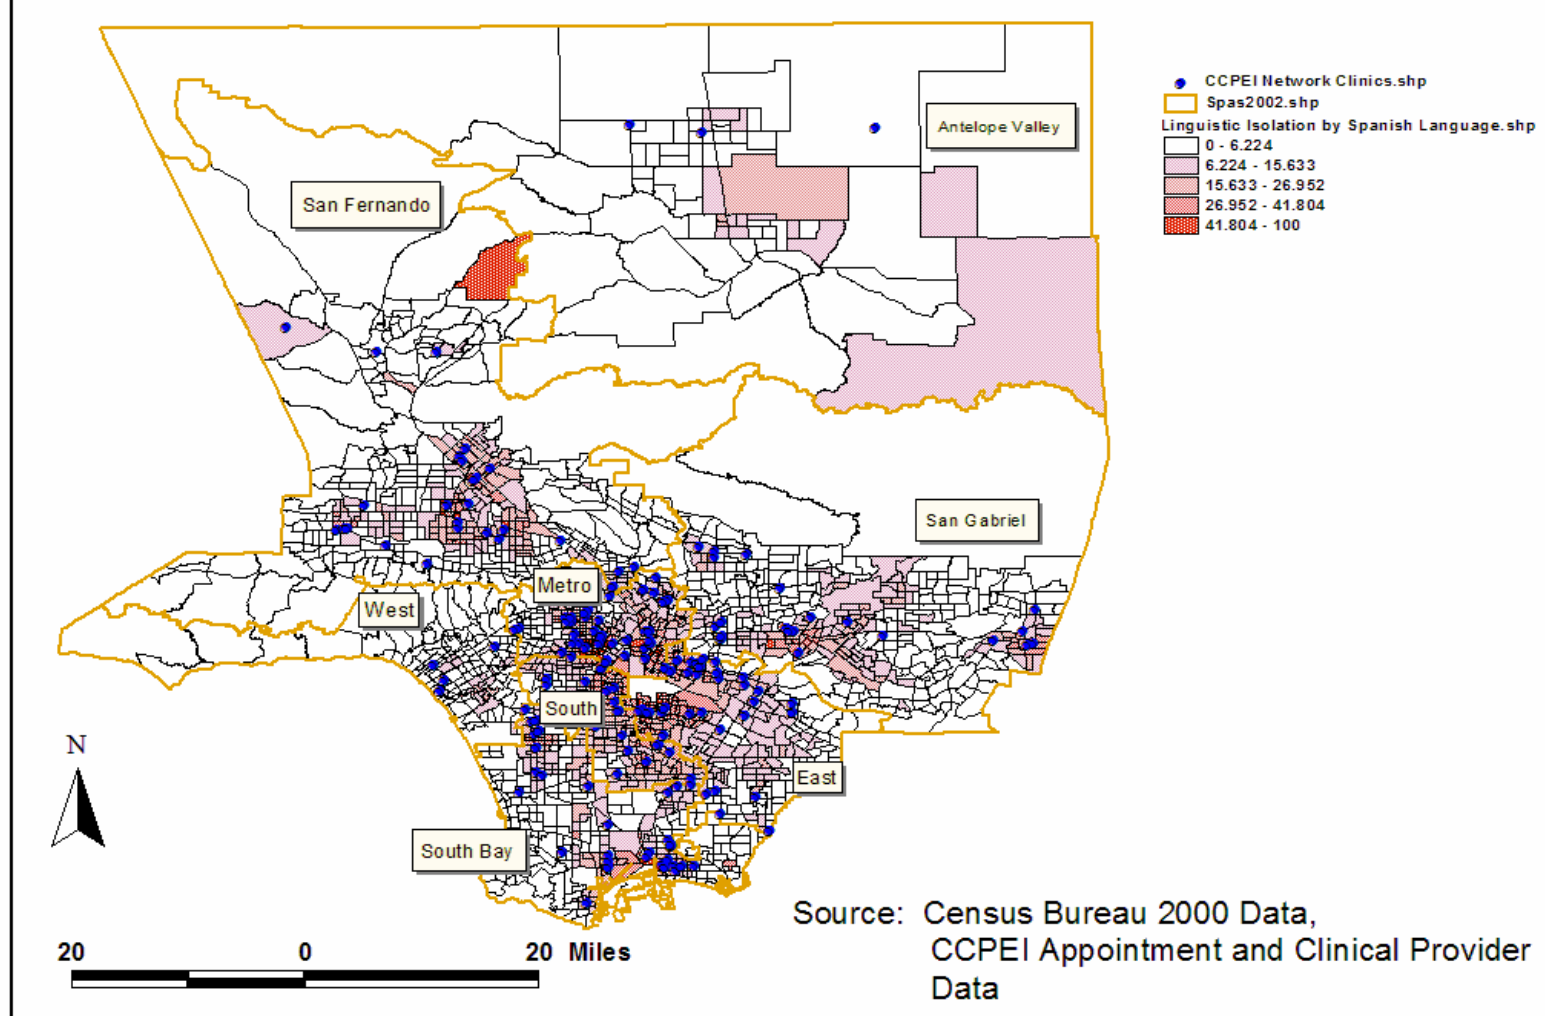 CCPEI Network Clinics.shp
Spas2002.shp
Linguistic Isolation by Spanish Language.shp
0 - 6.224
6.224 - 15.633
15.633 - 26.952
26.952 - 41.804
41.804 - 100
Antelope Valley
San Fernando
San Gabriel
Metro
West
South
East
South Bay
N
20 0 20 Miles
Source: Census Bureau 2000 Data,
CCPEI Appointment and Clinical Provider
Data